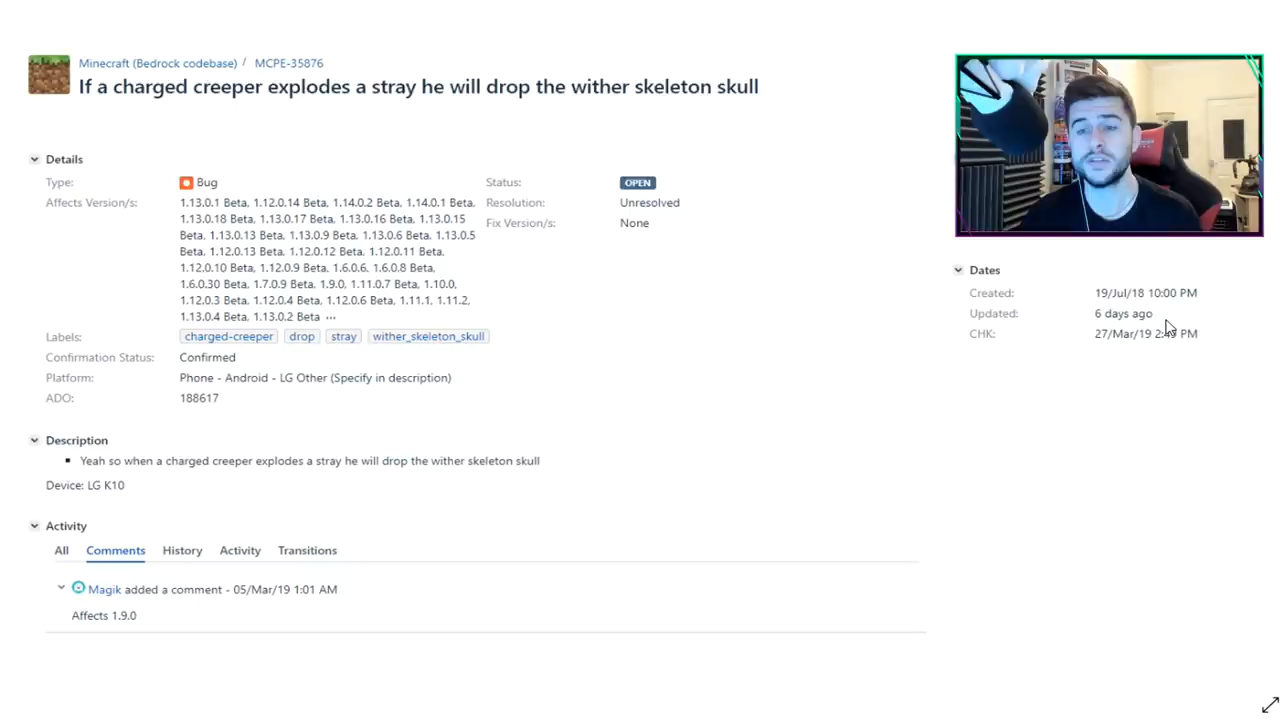 Minecraft (Bedrock codebase) / MCPE-35876
If a charged creeper explodes a stray he will drop the wither skeleton skull
Details
Type: Bug
Status: OPEN
Affects Version/s: 1.13.0.1 Beta, 1.12.0.14 Beta, 1.14.0.2 Beta, 1.14.0.1 Beta,
Resolution: Unresolved
1.13.0.18 Beta, 1.13.0.17 Beta, 1.13.0.16 Beta, 1.13.0.15
Fix Version/s: None
Beta, 1.13.0.13 Beta, 1.13.0.9 Beta, 1.13.0.6 Beta, 1.13.0.5
Beta, 1.12.0.13 Beta, 1.12.0.12 Beta, 1.12.0.11 Beta,
1.12.0.10 Beta, 1.12.0.9 Beta, 1.6.0.6, 1.6.0.8 Beta,
1.6.0.30 Beta, 1.7.0.9 Beta, 1.9.0, 1.11.0.7 Beta, 1.10.0,
1.12.0.3 Beta, 1.12.0.4 Beta, 1.12.0.6 Beta, 1.11.1, 1.11.2,
1.13.0.4 Beta, 1.13.0.2 Beta ...
Labels: charged-creeper drop stray wither_skeleton_skull
Confirmation Status: Confirmed
Platform: Phone - Android - LG Other (Specify in description)
ADO: 188617
Description
Yeah so when a charged creeper explodes a stray he will drop the wither skeleton skull
Device: LG K10
Activity
All Comments History Activity Transitions
Magik added a comment - 05/Mar/19 1:01 AM
Affects 1.9.0
Dates
Created: 19/Jul/18 10:00 PM
Updated: 6 days ago
CHK: 27/Mar/19 PM